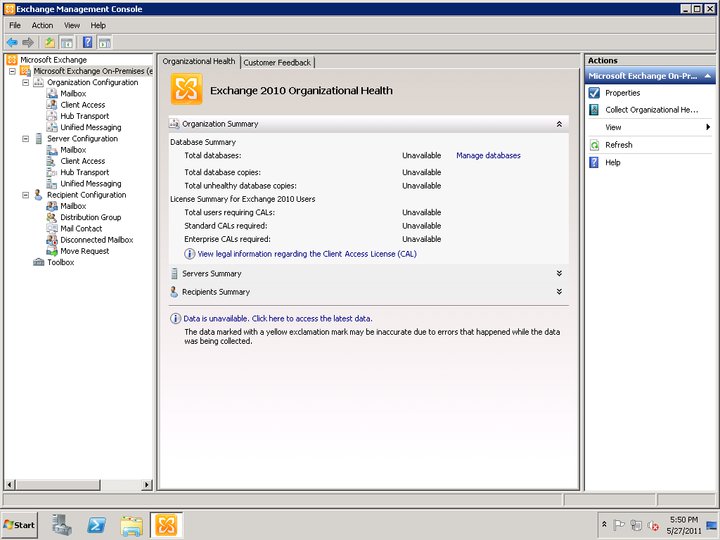 Exchange Management Console
File Action View Help
Microsoft Exchange
Microsoft Exchange On-Premises (e
Organization Configuration
Mailbox
Client Access
Hub Transport
Unified Messaging
Server Configuration
Mailbox
Client Access
Hub Transport
Unified Messaging
Recipient Configuration
Mailbox
Distribution Group
Mail Contact
Disconnected Mailbox
Move Request
Toolbox
Organizational Health Customer Feedback
Exchange 2010 Organizational Health
Organization Summary
Database Summary
Total databases: Unavailable Manage databases
Total database copies: Unavailable
Total unhealthy database copies: Unavailable
License Summary for Exchange 2010 Users
Total users requiring CALs: Unavailable
Standard CALs required: Unavailable
Enterprise CALs required: Unavailable
View legal information regarding the Client Access License (CAL)
Servers Summary
Recipients Summary
Data is unavailable. Click here to access the latest data.
The data marked with a yellow exclamation mark may be inaccurate due to errors that happened while the data
was being collected.
Actions
Microsoft Exchange On-Pr...
Properties
Collect Organizational He...
View
Refresh
Help
Start
5:50 PM
5/27/2011